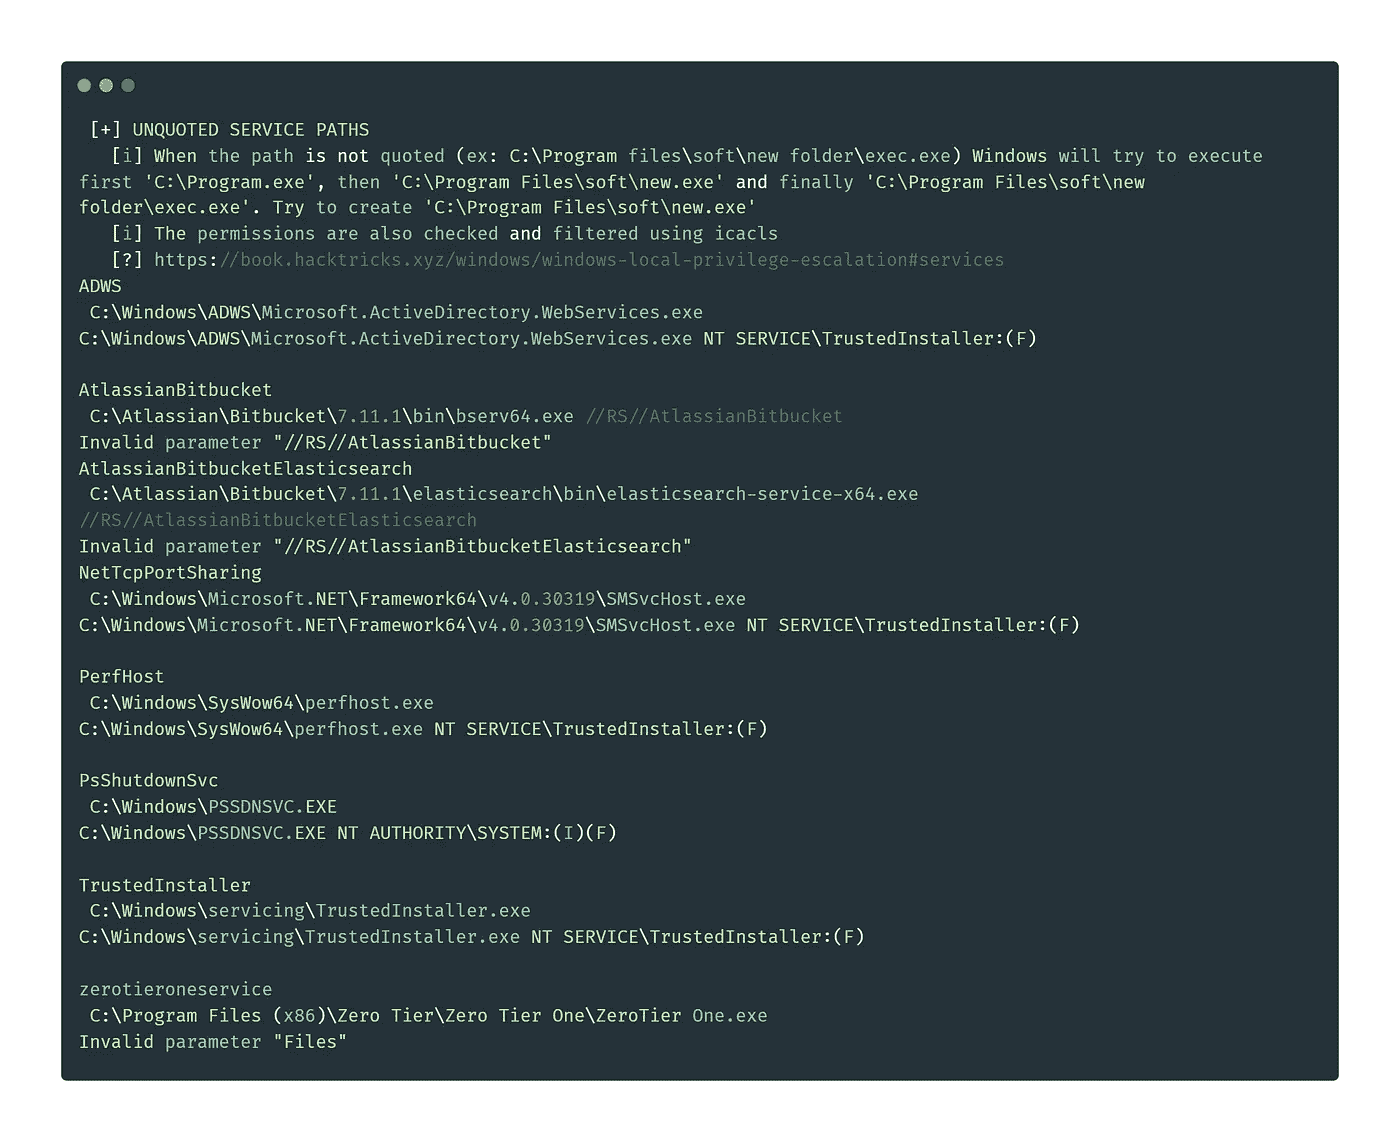 [+] UNQUOTED SERVICE PATHS
[i] When the path is not quoted (ex: C:\Program files\soft\new folder\exec.exe) Windows will try to execute
first 'C:\Program.exe', then 'C:\Program Files\soft\new.exe' and finally 'C:\Program Files\soft\new
folder\exec.exe'. Try to create 'C:\Program Files\soft\new.exe'
[i] The permissions are also checked and filtered using icacls
[?] https://book.hacktricks.xyz/windows/windows-local-privilege-escalation#services
ADWS
C:\Windows\ADWS\Microsoft.ActiveDirectory.WebServices.exe
C:\Windows\ADWS\Microsoft.ActiveDirectory.WebServices.exe NT SERVICE\TrustedInstaller:(F)
AtlassianBitbucket
C:\Atlassian\Bitbucket\7.11.1\bin\bserv64.exe //RS//AtlassianBitbucket
Invalid parameter "//RS//AtlassianBitbucket"
AtlassianBitbucketElasticsearch
C:\Atlassian\Bitbucket\7.11.1\elasticsearch\bin\elasticsearch-service-x64.exe
//RS//AtlassianBitbucketElasticsearch
Invalid parameter "//RS//AtlassianBitbucketElasticsearch"
NetTcpPortSharing
C:\Windows\Microsoft.NET\Framework64\v4.0.30319\SMSvcHost.exe
C:\Windows\Microsoft.NET\Framework64\v4.0.30319\SMSvcHost.exe NT SERVICE\TrustedInstaller:(F)
PerfHost
C:\Windows\SysWow64\perfhost.exe
C:\Windows\SysWow64\perfhost.exe NT SERVICE\TrustedInstaller:(F)
PsShutdownSvc
C:\Windows\PSSDNSVC.EXE
C:\Windows\PSSDNSVC.EXE NT AUTHORITY\SYSTEM:(I)(F)
TrustedInstaller
C:\Windows\servicing\TrustedInstaller.exe
C:\Windows\servicing\TrustedInstaller.exe NT SERVICE\TrustedInstaller:(F)
zerotieroneservice
C:\Program Files (x86)\Zero Tier\Zero Tier One\ZeroTier One.exe
Invalid parameter "Files"